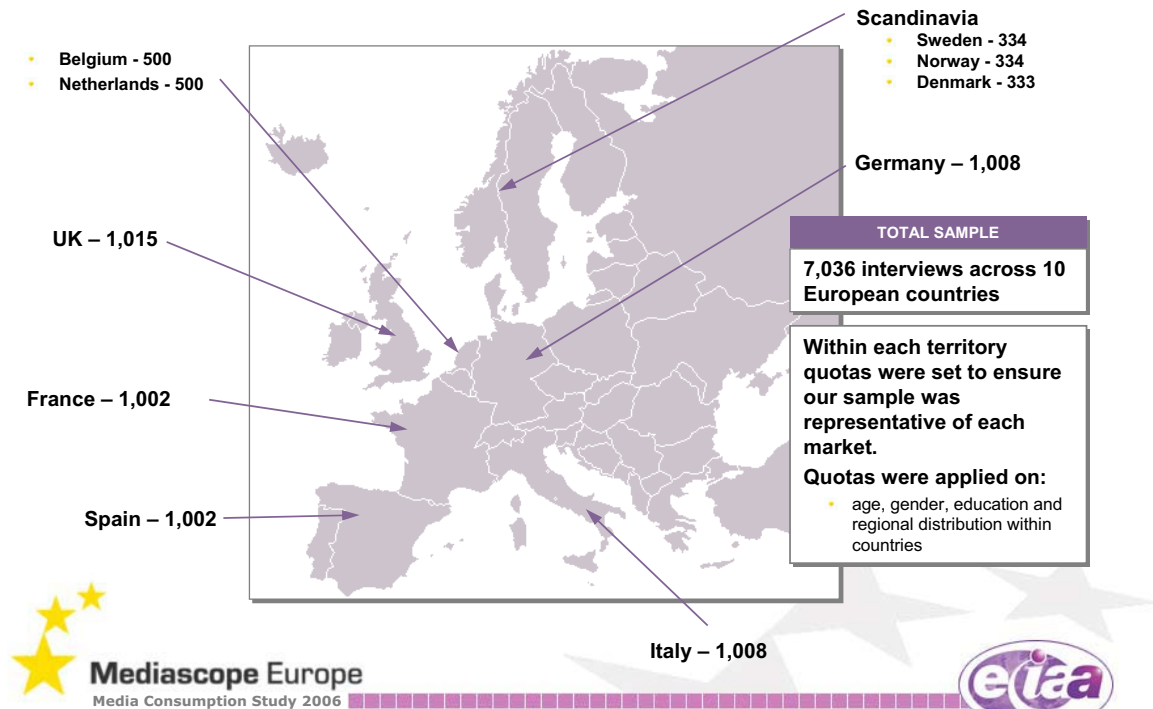 Scandinavia
• Sweden - 334
• Norway - 334
• Denmark - 333
• Belgium - 500
• Netherlands - 500
Germany – 1,008
UK – 1,015
TOTAL SAMPLE
7,036 interviews across 10
European countries
Within each territory
quotas were set to ensure
our sample was
representative of each
market.
Quotas were applied on:
• age, gender, education and
regional distribution within
countries
France – 1,002
Spain – 1,002
Italy – 1,008
Mediascope Europe
Media Consumption Study 2006
eiaa